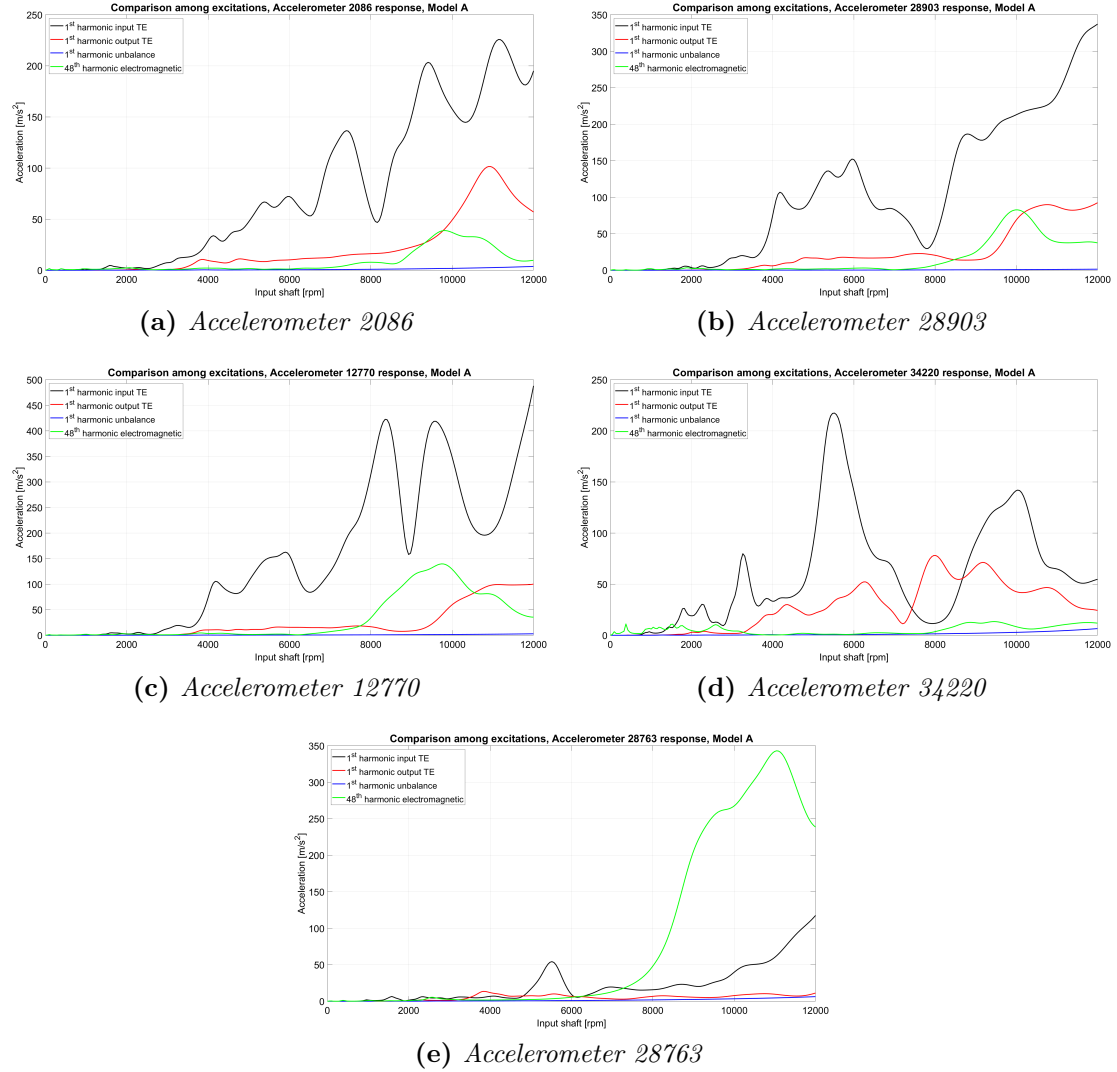 Comparison among excitations, Accelerometer 2086 response, Model A
1st harmonic input TE
1st harmonic output TE
1st harmonic unbalance
48th harmonic electromagnetic
Acceleration [m/s2]
250
200
150
100
50
0
0 2000 4000 6000 8000 10000 12000
Input shaft [rpm]
(a) Accelerometer 2086
Comparison among excitations, Accelerometer 28903 response, Model A
1st harmonic input TE
1st harmonic output TE
1st harmonic unbalance
48th harmonic electromagnetic
Acceleration [m/s2]
350
300
250
200
150
100
50
0
0 2000 4000 6000 8000 10000 12000
Input shaft [rpm]
(b) Accelerometer 28903
Comparison among excitations, Accelerometer 12770 response, Model A
1st harmonic input TE
1st harmonic output TE
1st harmonic unbalance
48th harmonic electromagnetic
Acceleration [m/s2]
500
450
400
350
300
250
200
150
100
50
0
0 2000 4000 6000 8000 10000 12000
Input shaft [rpm]
(c) Accelerometer 12770
Comparison among excitations, Accelerometer 34220 response, Model A
1st harmonic input TE
1st harmonic output TE
1st harmonic unbalance
48th harmonic electromagnetic
Acceleration [m/s2]
250
200
150
100
50
0
0 2000 4000 6000 8000 10000 12000
Input shaft [rpm]
(d) Accelerometer 34220
Comparison among excitations, Accelerometer 28763 response, Model A
1st harmonic input TE
1st harmonic output TE
1st harmonic unbalance
48th harmonic electromagnetic
Acceleration [m/s2]
350
300
250
200
150
100
50
0
0 2000 4000 6000 8000 10000 12000
Input shaft [rpm]
(e) Accelerometer 28763